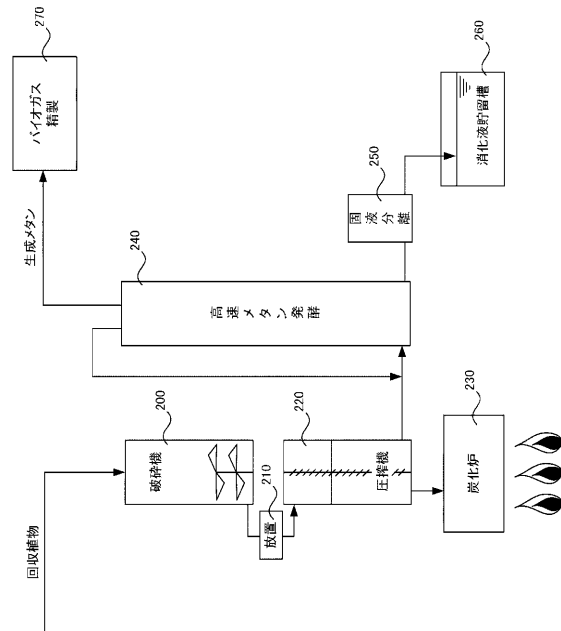 回収植物
破砕機
200
放置
210
圧搾機
220
炭化炉
230
高速メタン発酵
240
生成メタン
バイオガス
精製
270
固液分離
250
消化液貯留槽
260